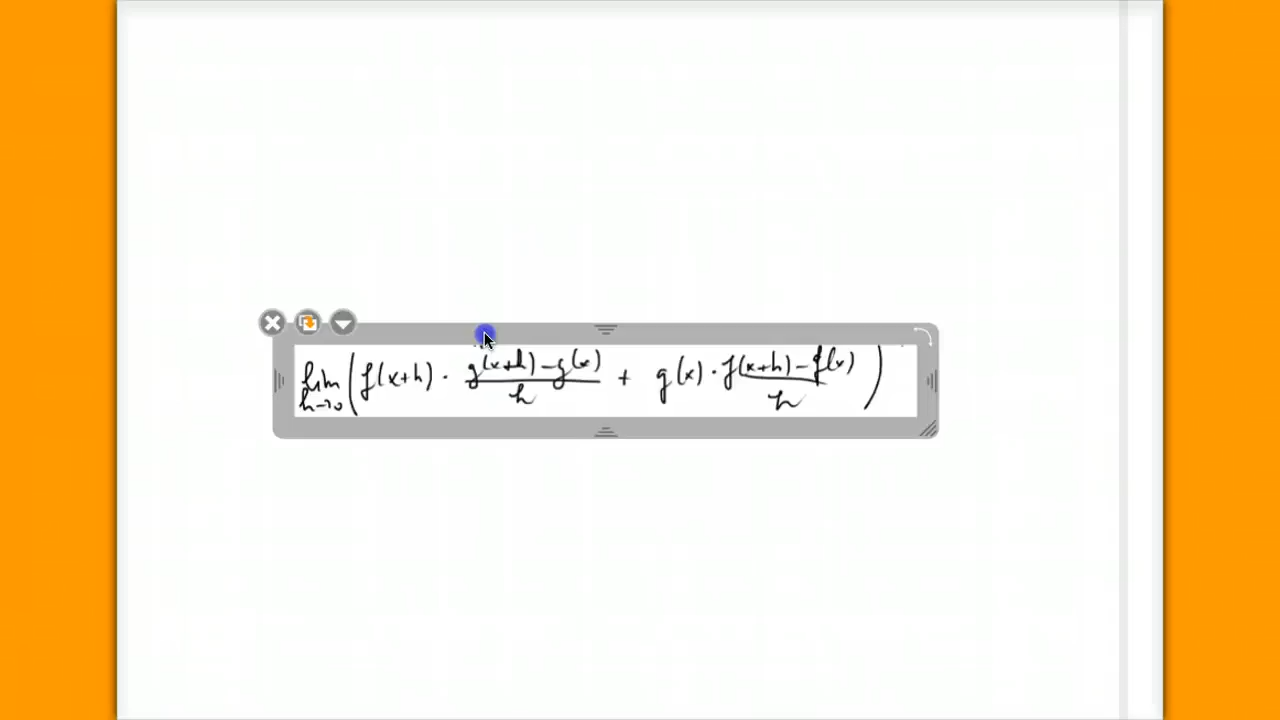 lim h→0 ( f(x+h) · (g(x+h) − g(x))/h + g(x) · (f(x+h) − f(x))/h )